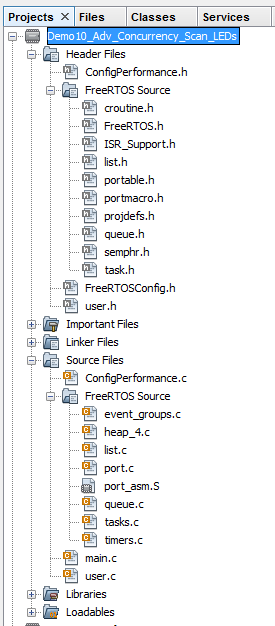 Projects Files Classes Services
Demo10_Adv_Concurrency_Scan_LEDs
Header Files
ConfigPerformance.h
FreeRTOS Source
croutine.h
FreeRTOS.h
ISR_Support.h
list.h
portable.h
portmacro.h
projdefs.h
queue.h
semphr.h
task.h
FreeRTOSConfig.h
user.h
Important Files
Linker Files
Source Files
ConfigPerformance.c
FreeRTOS Source
event_groups.c
heap_4.c
list.c
port.c
port_asm.S
queue.c
tasks.c
timers.c
main.c
user.c
Libraries
Loadables